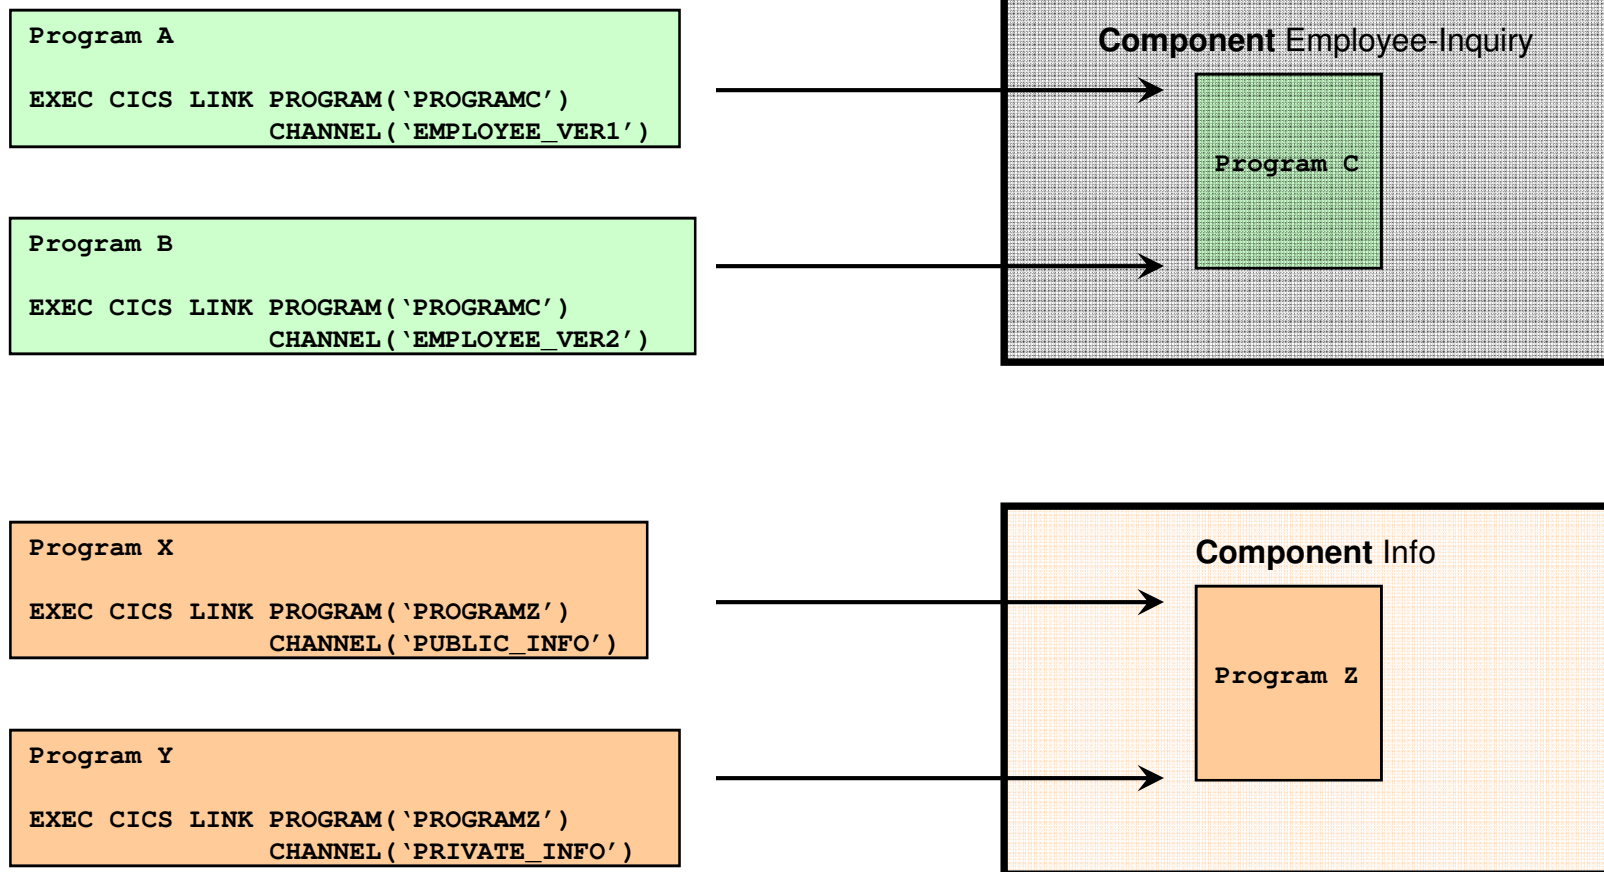 Program A
EXEC CICS LINK PROGRAM(‘PROGRAMC’)
CHANNEL(‘EMPLOYEE_VER1’)
Component Employee-Inquiry
Program C
Program B
EXEC CICS LINK PROGRAM(‘PROGRAMC’)
CHANNEL(‘EMPLOYEE_VER2’)
Program X
EXEC CICS LINK PROGRAM(‘PROGRAMZ’)
CHANNEL(‘PUBLIC_INFO’)
Component Info
Program Z
Program Y
EXEC CICS LINK PROGRAM(‘PROGRAMZ’)
CHANNEL(‘PRIVATE_INFO’)